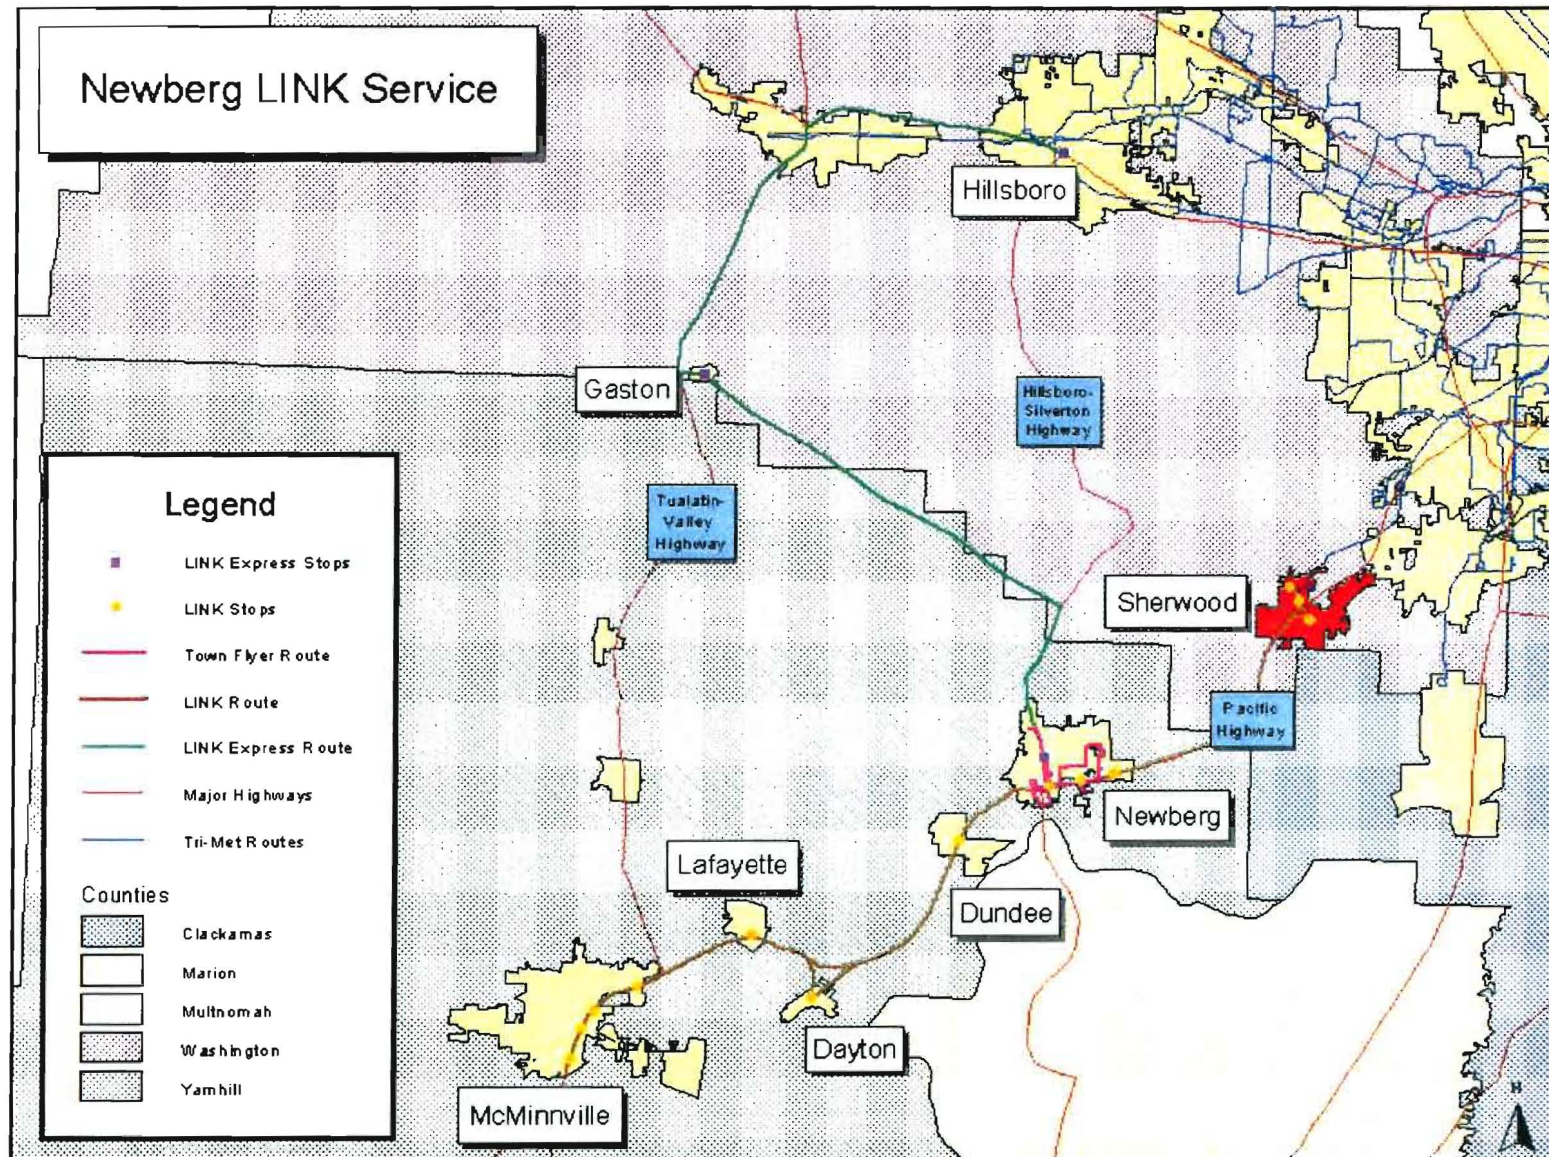 Newberg LINK Service
Hillsboro
Gaston
Hillsboro-
Silverton
Highway
Tualatin-
Valley
Highway
Sherwood
Pacific
Highway
Newberg
Lafayette
Dundee
Dayton
McMinnville
Legend
LINK Express Stops
LINK Stops
Town Flyer Route
LINK Route
LINK Express Route
Major Highways
Tri-Met Routes
Counties
Clackamas
Marion
Multnomah
Washington
Yamhill
N